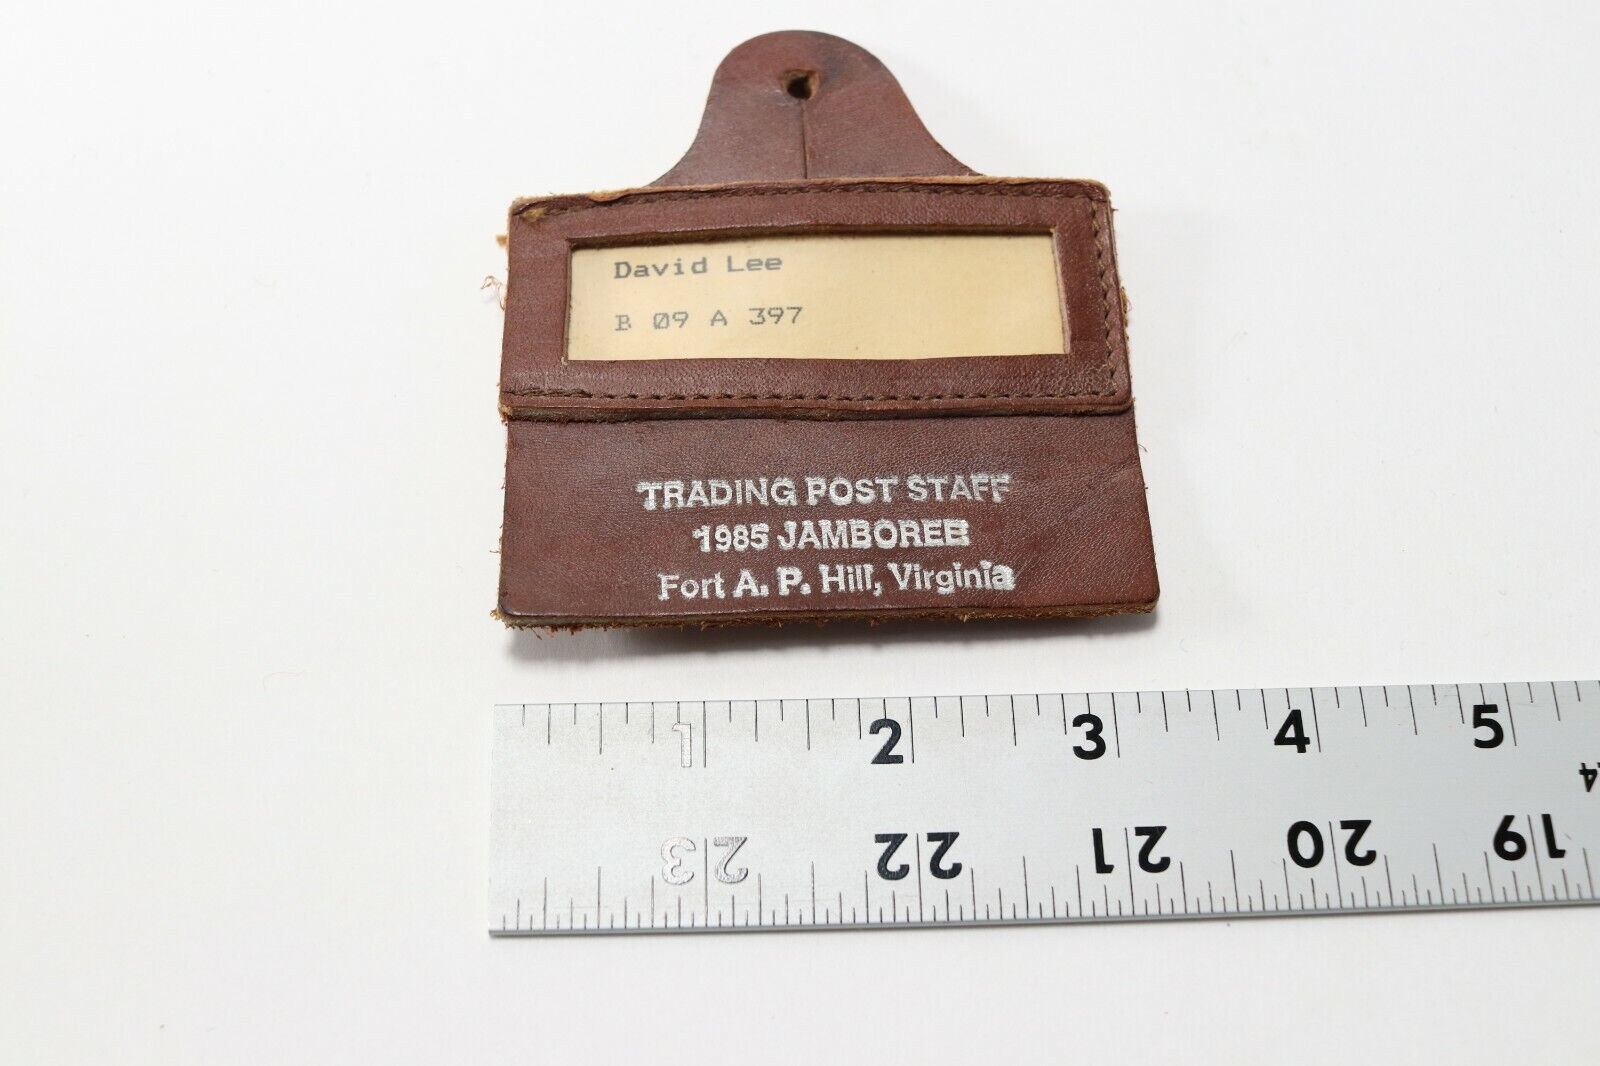 David Lee
B 09 A 397
TRADING POST STAFF
1985 JAMBOREE
Fort A. P. Hill, Virginia
1 2 3 4 5
4
23 22 21 20 19